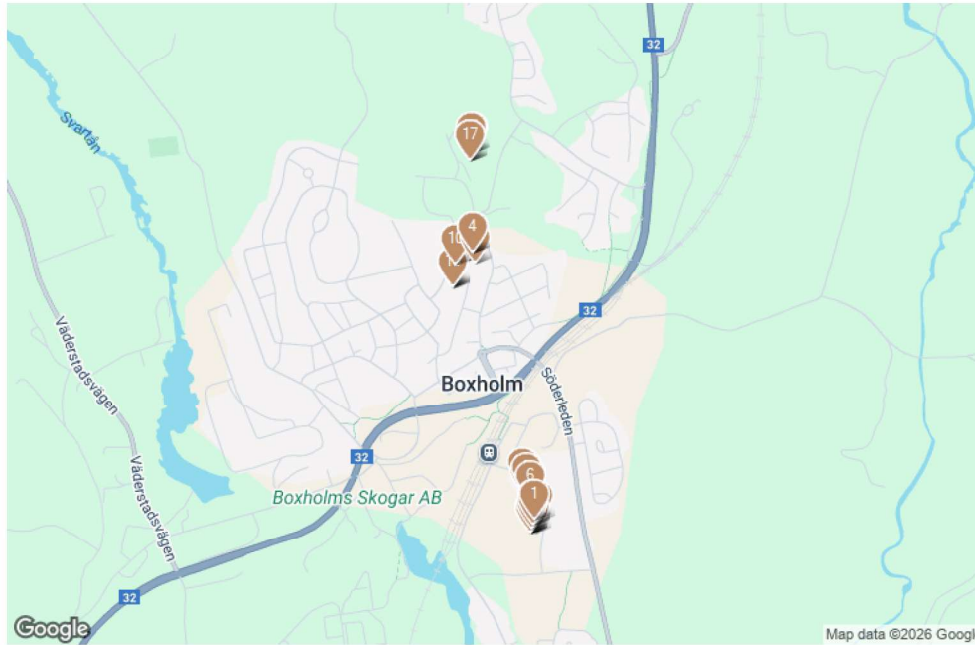 32
Svartån
17
4
10
12
32
Väderstadsvägen
Boxholm
Söderleden
32
6
1
Väderstadsvägen
Boxholms Skogar AB
32
Google
Map data ©2026 Googl